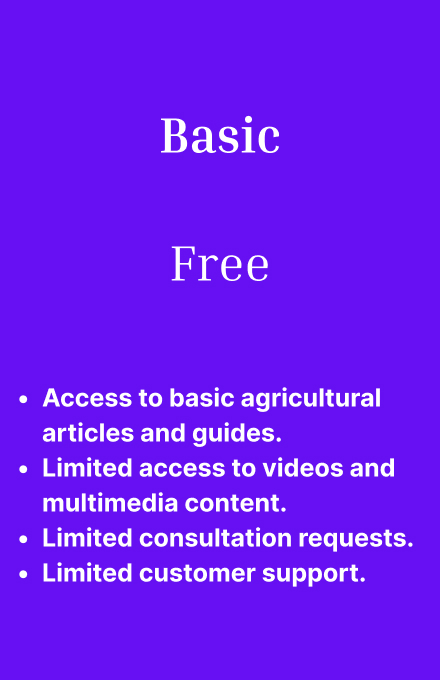 Basic
Free
• Access to basic agricultural
articles and guides.
• Limited access to videos and
multimedia content.
• Limited consultation requests.
• Limited customer support.